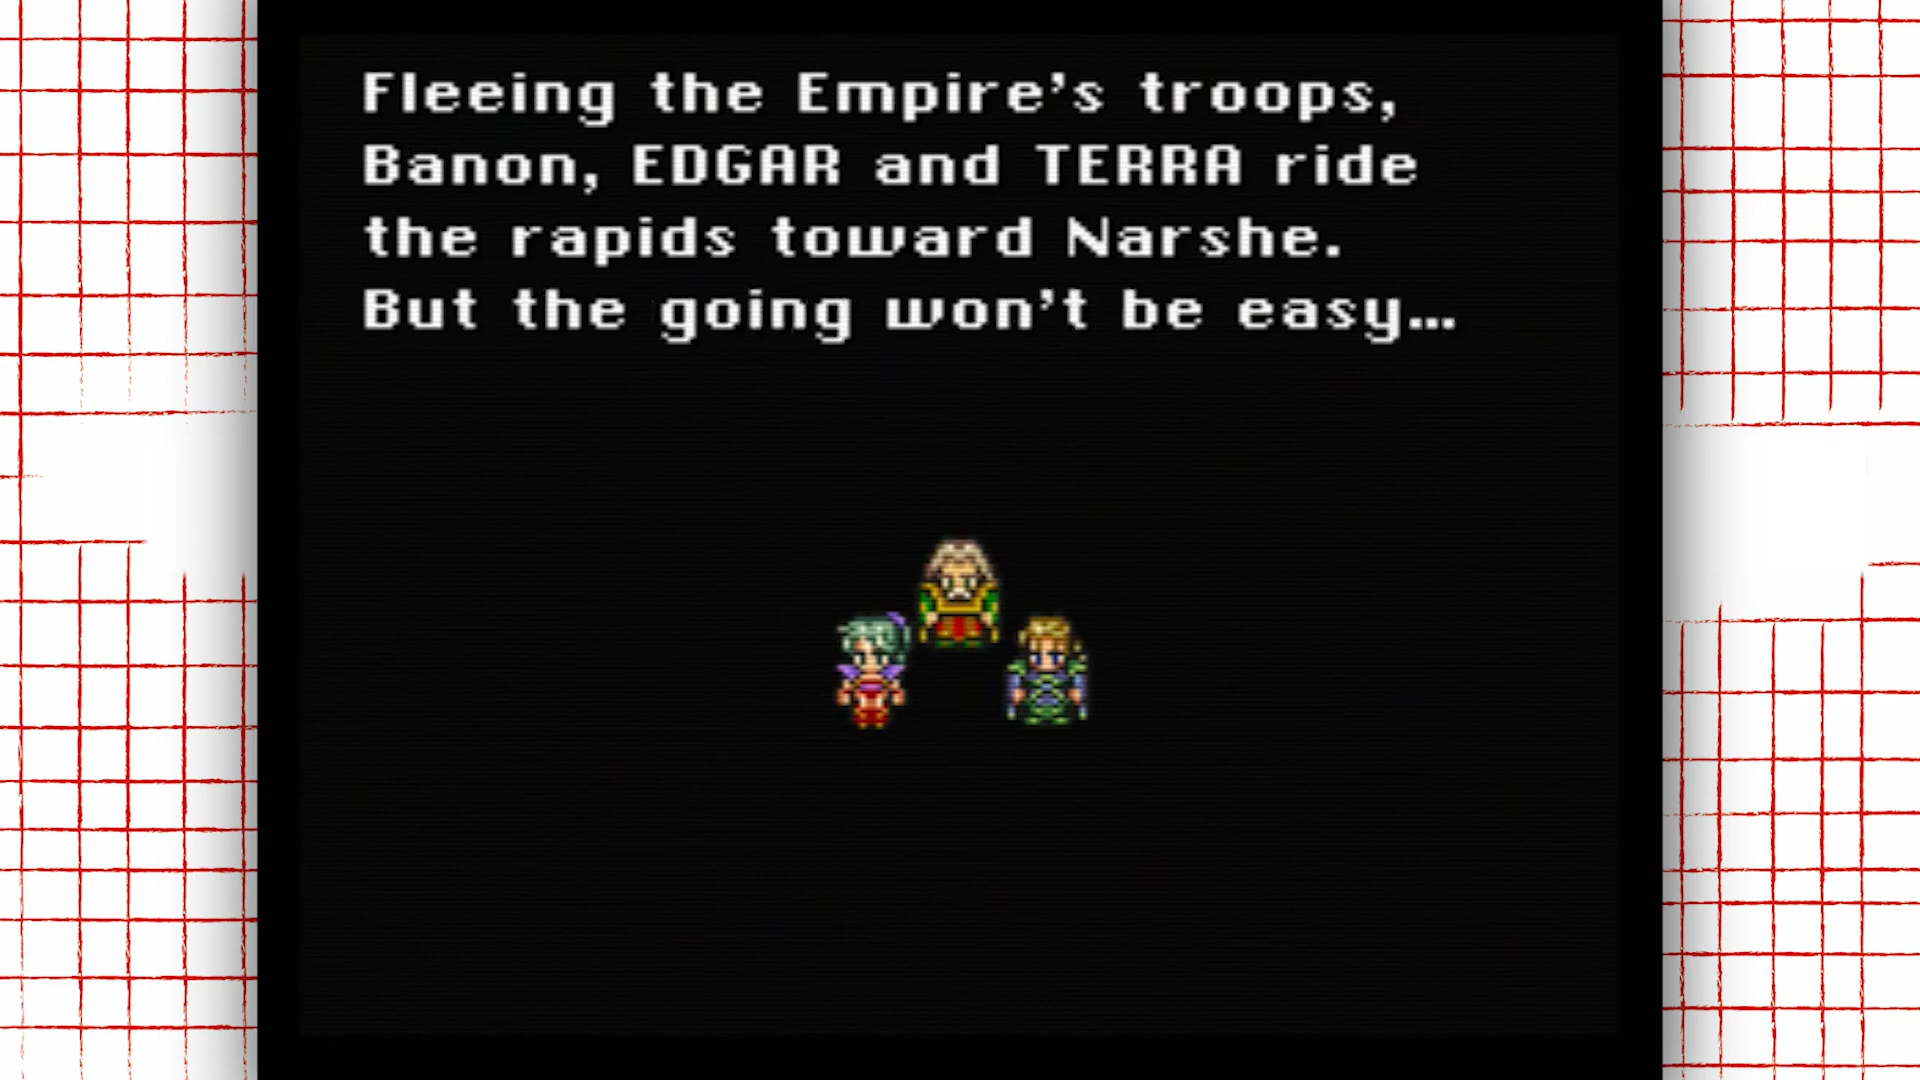 Fleeing the Empire's troops,
Banon, EDGAR and TERRA ride
the rapids toward Narshe.
But the going won't be easy…